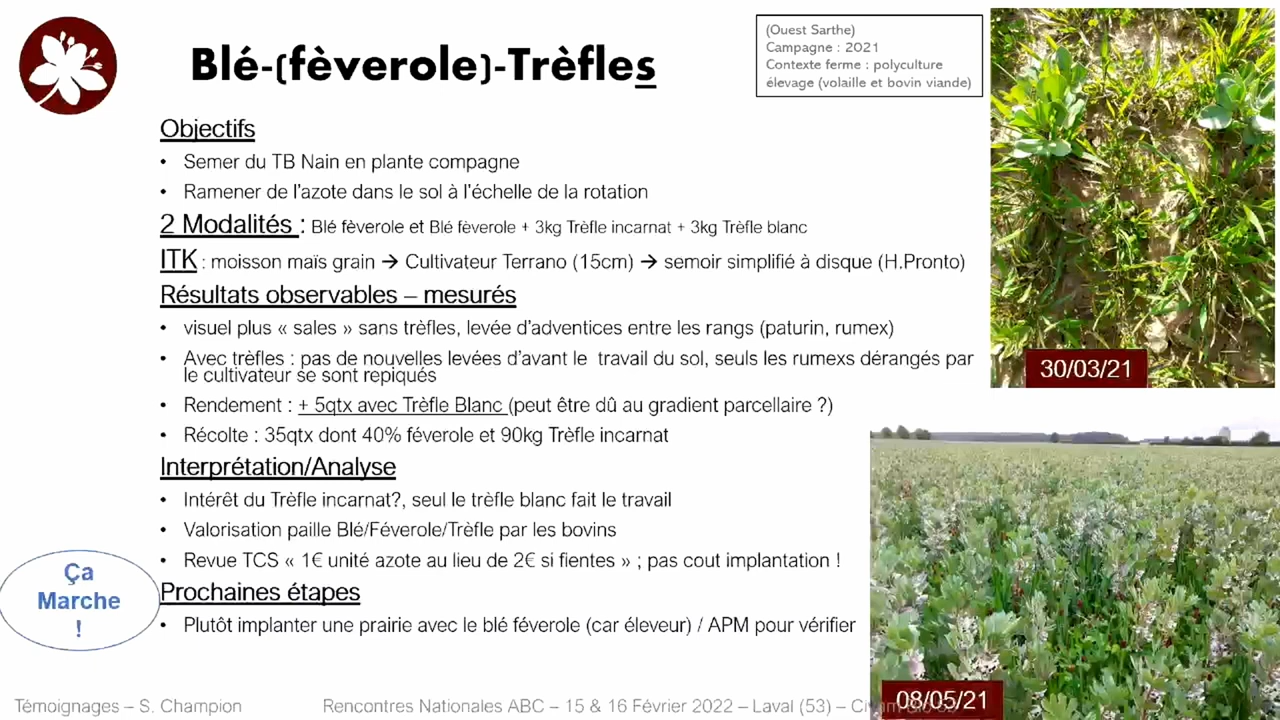 Blé-(fèverole)-Trèfles
(Ouest Sarthe)
Campagne : 2021
Contexte ferme : polyculture
élevage (volaille et bovin viande)
Objectifs
• Semer du TB Nain en plante compagne
• Ramener de l'azote dans le sol à l'échelle de la rotation
2 Modalités : Blé fèverole et Blé fèverole + 3kg Trèfle incarnat + 3kg Trèfle blanc
ITK : moisson maïs grain → Cultivateur Terrano (15cm) → semoir simplifié à disque (H.Pronto)
Résultats observables – mesurés
• visuel plus « sales » sans trèfles, levée d'adventices entre les rangs (paturin, rumex)
• Avec trèfles : pas de nouvelles levées d'avant le travail du sol, seuls les rumexs dérangés par
le cultivateur se sont repiqués
• Rendement : + 5qtx avec Trèfle Blanc (peut être dû au gradient parcellaire ?)
• Récolte : 35qtx dont 40% féverole et 90kg Trèfle incarnat
Interprétation/Analyse
• Intérêt du Trèfle incarnat?, seul le trèfle blanc fait le travail
• Valorisation paille Blé/Féverole/Trèfle par les bovins
• Revue TCS « 1€ unité azote au lieu de 2€ si fientes » ; pas cout implantation !
Prochaines étapes
• Plutôt implanter une prairie avec le blé féverole (car éleveur) / APM pour vérifier
Ça
Marche
!
30/03/21
08/05/21
Témoignages – S. Champion
Rencontres Nationales ABC – 15 & 16 Février 2022 – Laval (53) –